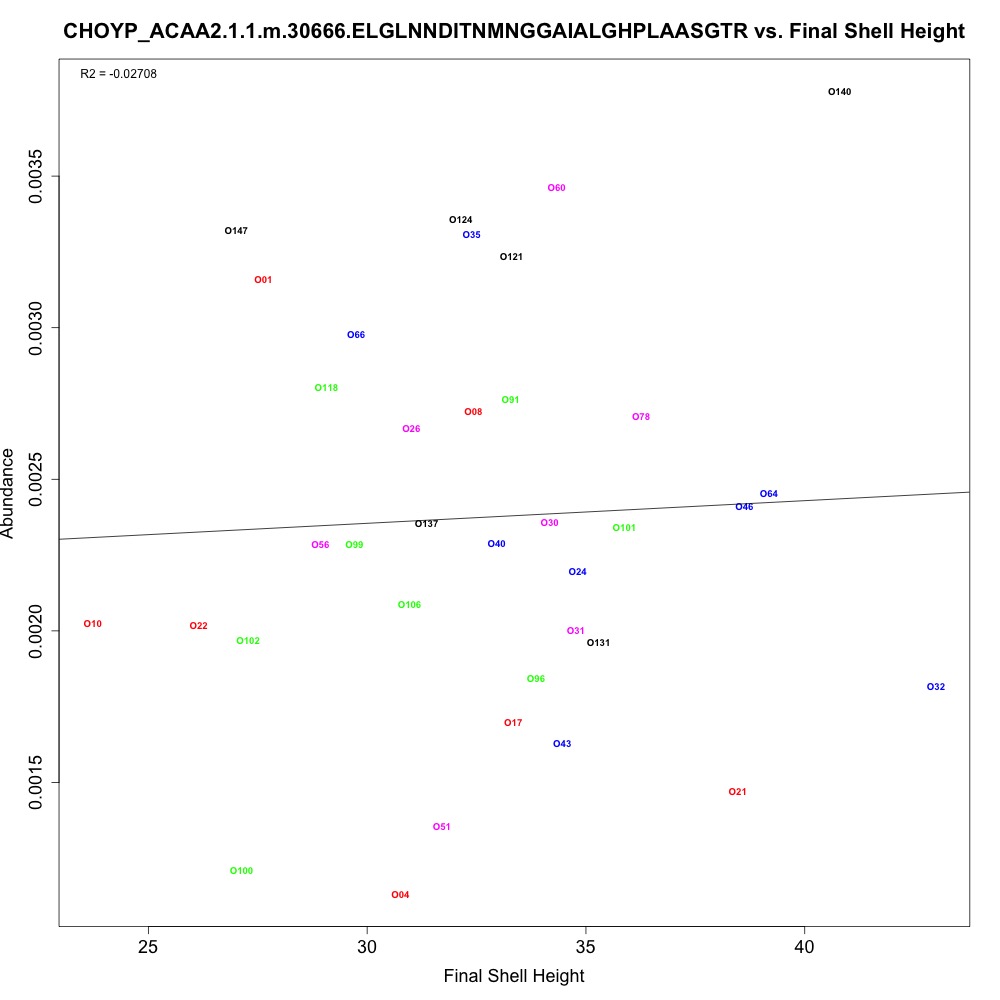 CHOYP_ACAA2.1.1.m.30666.ELGLNNDITNMNGGAIALGHPLAASGTR vs. Final Shell Height
R2 = -0.02708
O140
O60
O124
O147
O35
O121
O01
O66
O118
O91
O08
O78
O26
O64
O46
O137
O30
O101
O56
O99
O40
O24
O106
O10
O22
O31
O102
O131
O96
O32
O17
O43
O21
O51
O100
O04
0.0035
0.0030
0.0025
0.0020
0.0015
Abundance
25
30
35
40
Final Shell Height